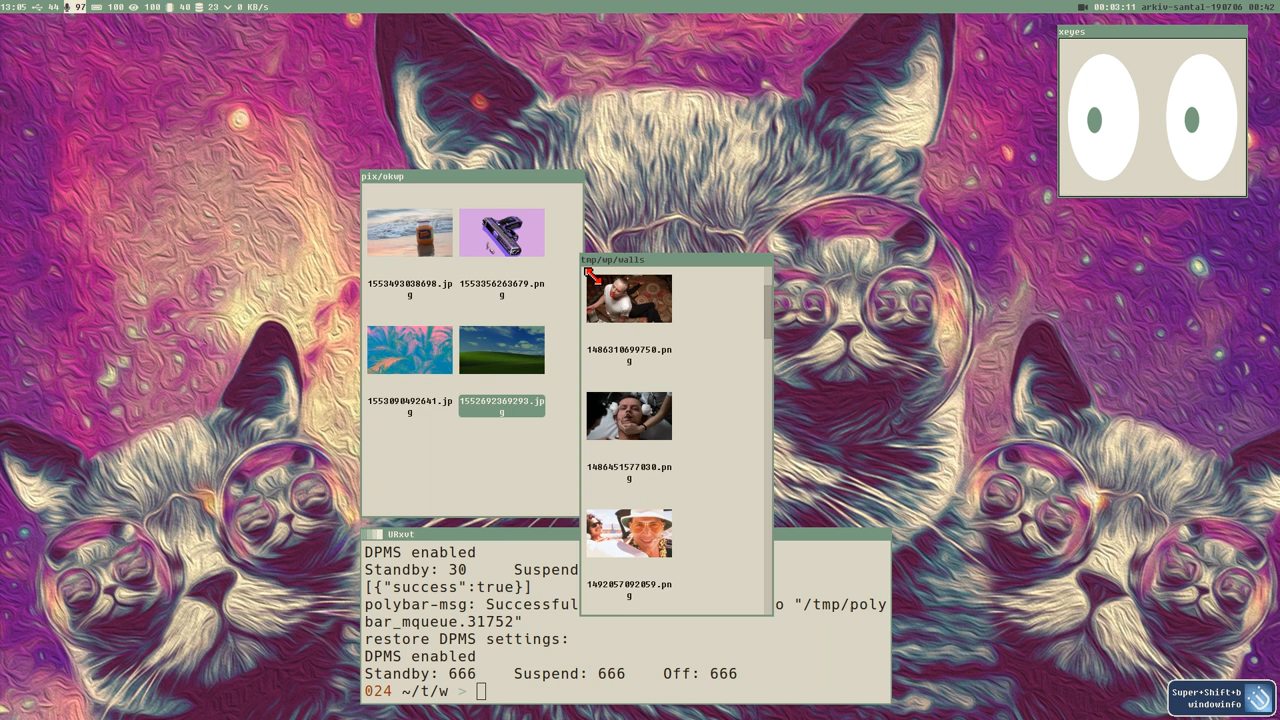 13:05 44 97 100 100 40 23 0 KB/s
00:03:11 arkiv-samtal-190706 00:42
xeyes
pix/okwp
1553493038698.jp
g
1553356263679.pn
g
1553090492641.jp
g
1552692369293.jp
g
tmp/wp/walls
1486310699750.pn
g
1486451577030.pn
g
1492057092059.pn
g
URxvt
DPMS enabled
Standby: 30 Suspend
[{"success":true}]
polybar-msg: Successful o "/tmp/poly
bar_mqueue.31752"
restore DPMS settings:
DPMS enabled
Standby: 666 Suspend: 666 Off: 666
024 ~/t/w >
Super+Shift+b
windowinfo